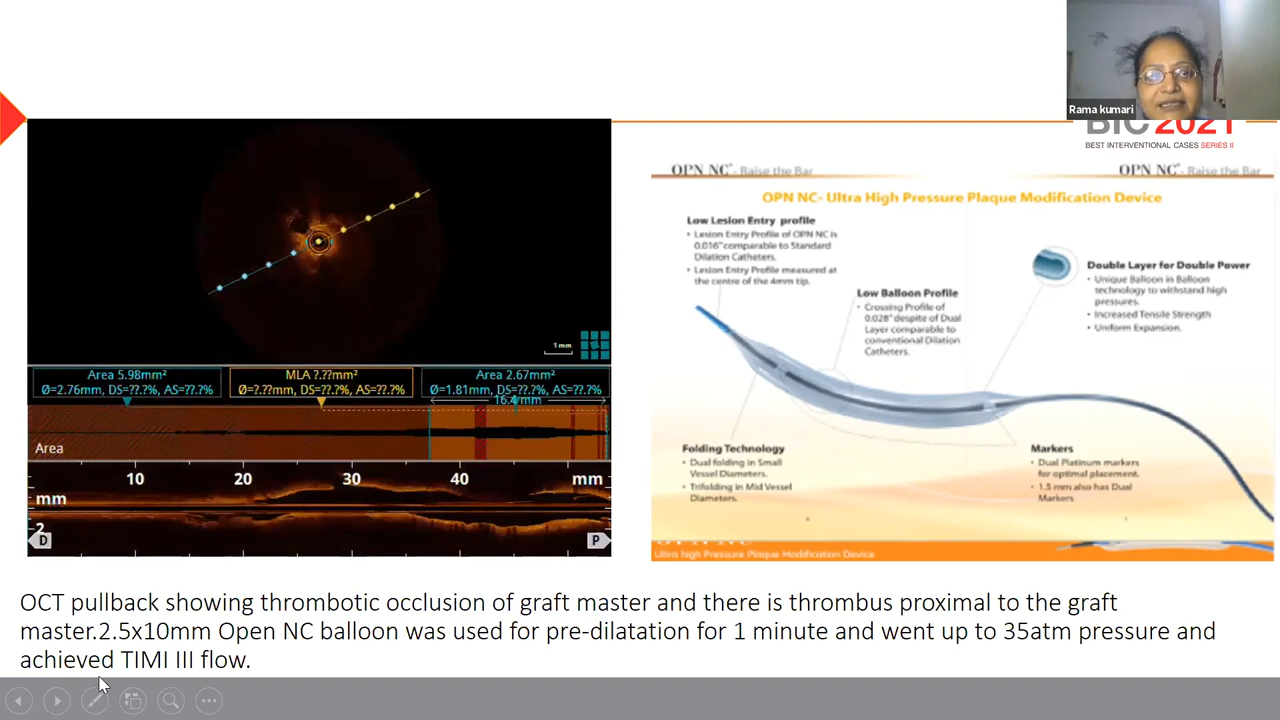 Rama kumari
BIC 2021
BEST INTERVENTIONAL CASES SERIES II
1 mm
Area 5.98mm²
Ø=2.76mm, DS=??.?%, AS=??.?%
MLA ?.??mm²
Ø=?.??mm, DS=??.?%, AS=??.?%
Area 2.67mm²
Ø=1.81mm, DS=??.?%, AS=??.?%
16.4 mm
Area
10 20 30 40 mm
mm
2
D P
OPN NC® - Raise the Bar
OPN NC® - Raise the Bar
OPN NC- Ultra High Pressure Plaque Modification Device
Low Lesion Entry profile
• Lesion Entry Profile of OPN NC is
0.016" comparable to Standard
Dilation Catheters.
• Lesion Entry Profile measured at
the centre of the 4mm tip.
Low Balloon Profile
• Crossing Profile of
0.028" despite of Dual
Layer comparable to
conventional Dilation
Catheters.
Double Layer for Double Power
• Unique Balloon in Balloon
technology to withstand high
pressures.
• Increased Tensile Strength
• Uniform Expansion.
Folding Technology
• Dual folding in Small
Vessel Diameters.
• Trifolding in Mid Vessel
Diameters.
Markers
• Dual Platinum markers
for optimal placement.
• 1.5 mm also has Dual
Markers
Ultra high Pressure Plaque Modification Device
OCT pullback showing thrombotic occlusion of graft master and there is thrombus proximal to the graft
master.2.5x10mm Open NC balloon was used for pre-dilatation for 1 minute and went up to 35atm pressure and
achieved TIMI III flow.